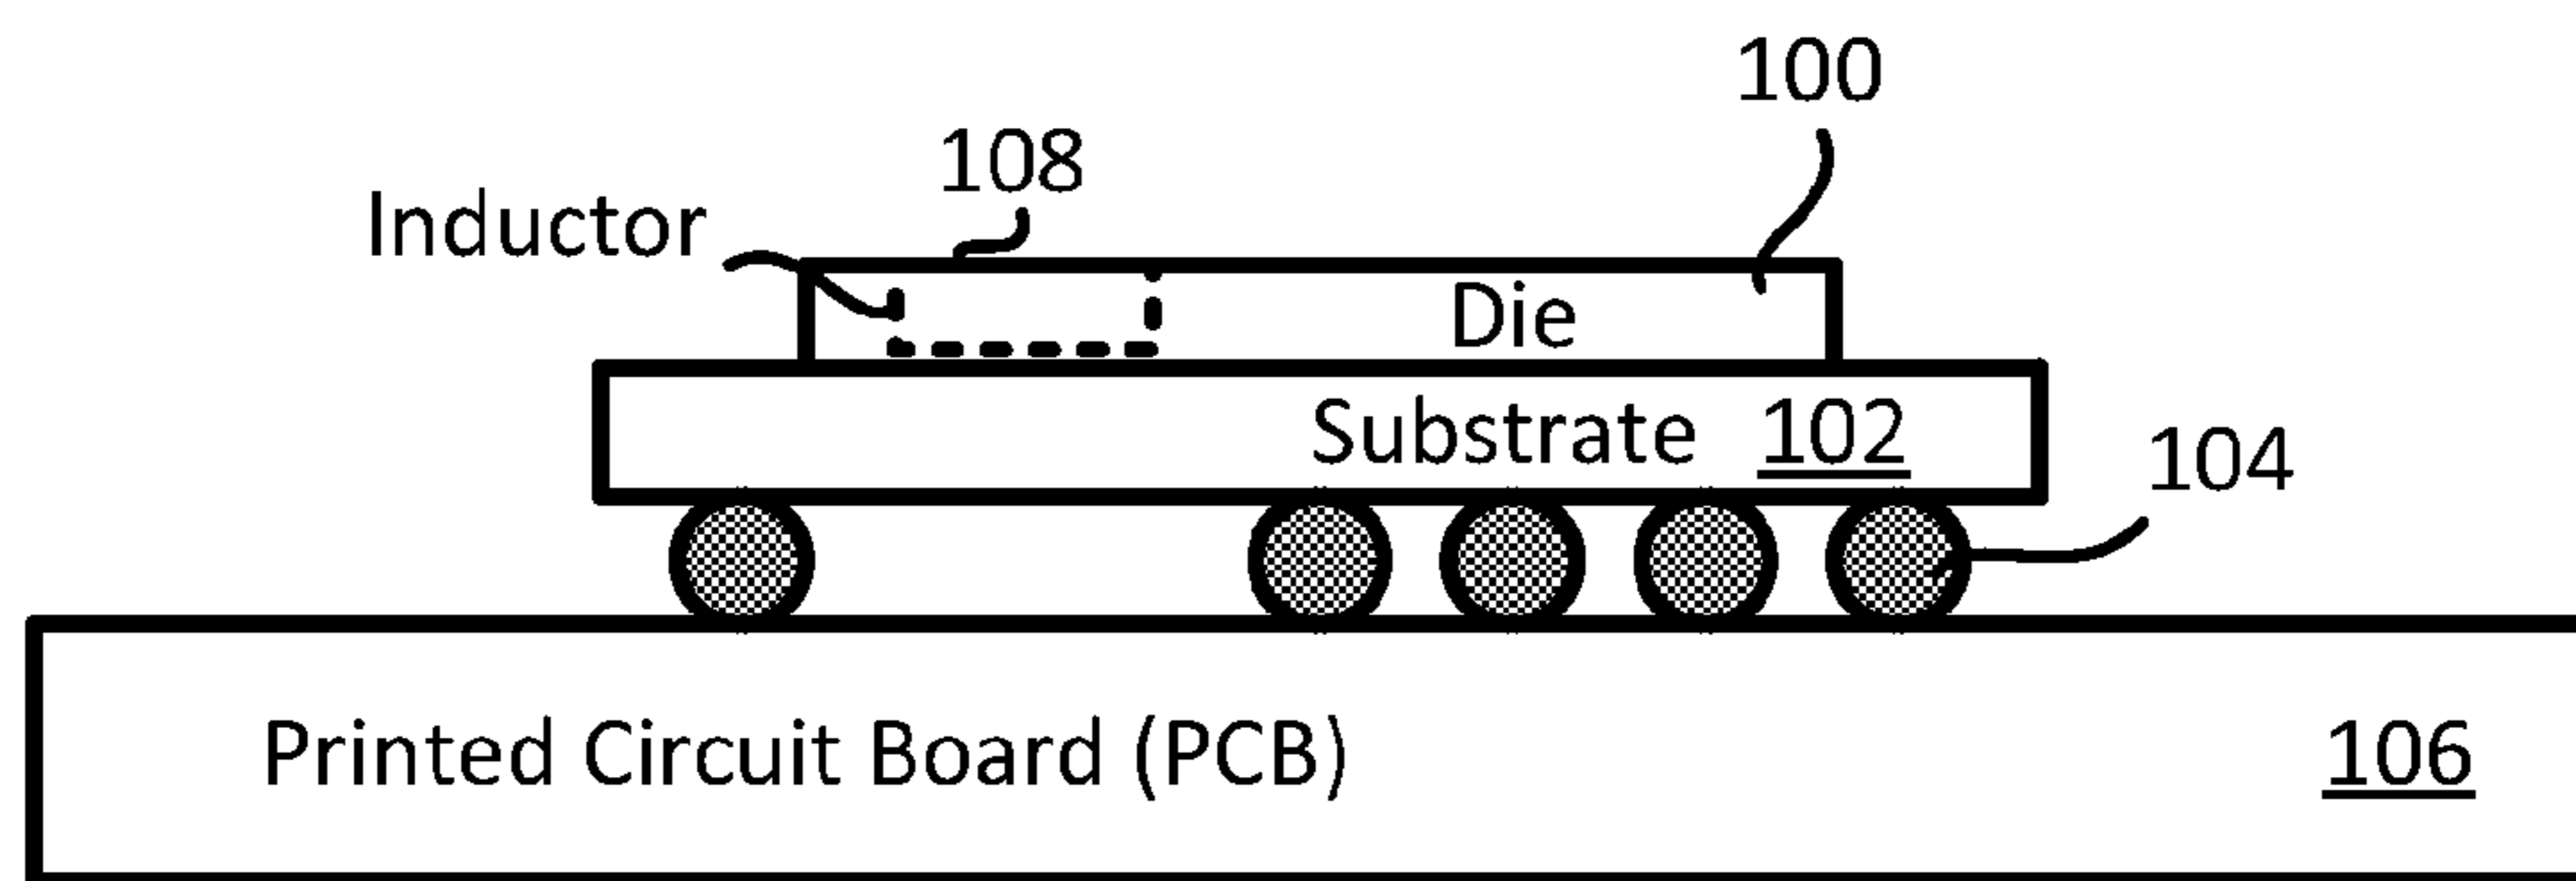 100
108
Inductor
Die
Substrate 102
104
Printed Circuit Board (PCB) 106